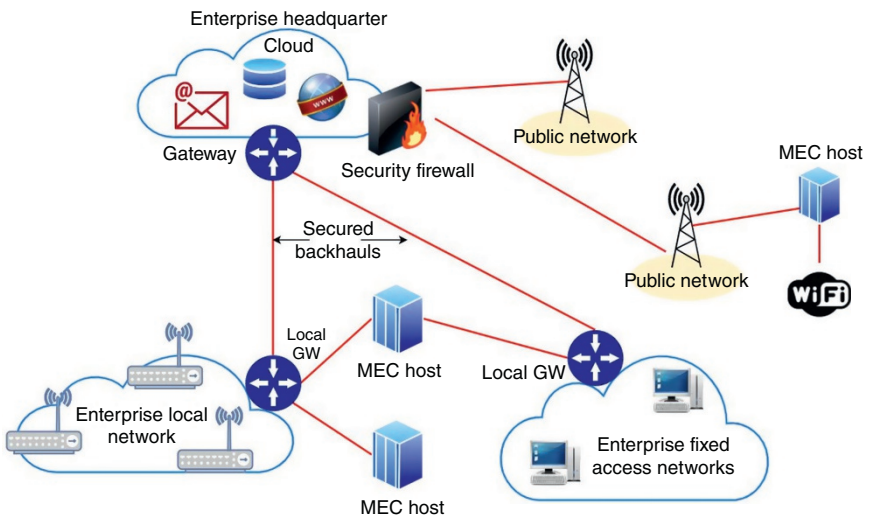 Enterprise headquarter
Cloud
@
www
Gateway
Security firewall
Public network
MEC host
Public network
WiFi
Secured
backhauls
Local
GW
MEC host
Local GW
Enterprise local
network
Enterprise fixed
access networks
MEC host